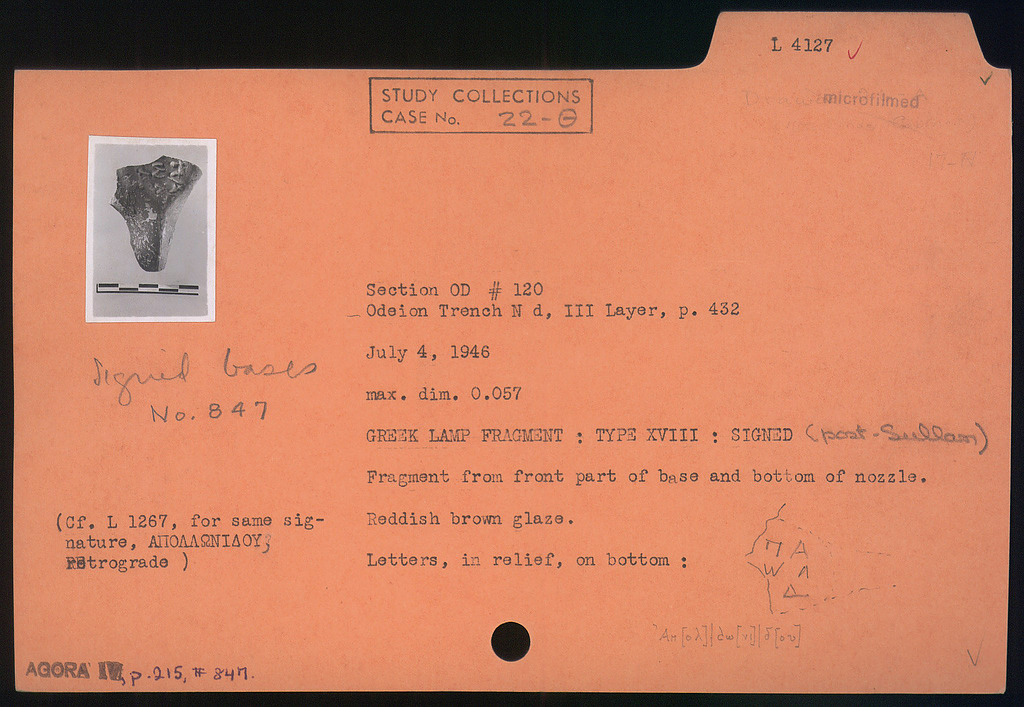 L 4127 ✓
✓
microfilmed
STUDY COLLECTIONS
CASE No. 22-Θ
Section OD # 120
Odeion Trench N d, III Layer, p. 432
July 4, 1946
Signed bases
No. 847
max. dim. 0.057
GREEK LAMP FRAGMENT : TYPE XVIII : SIGNED (post-Sullan)
Fragment from front part of base and bottom of nozzle.
(Cf. L 1267, for same sig-
nature, ΑΠΟΛΛΩΝΙΔΟΥ;
Retrograde )
Reddish brown glaze.
Letters, in relief, on bottom :
Π Α
W Λ
Δ
✓
AGORA IV, p. 215, # 847.